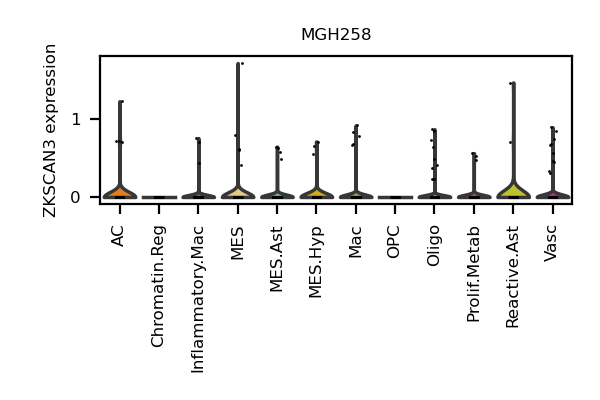 MGH258
ZKSCAN3 expression
1
0
AC
Chromatin.Reg
Inflammatory.Mac
MES
MES.Ast
MES.Hyp
Mac
OPC
Oligo
Prolif.Metab
Reactive.Ast
Vasc